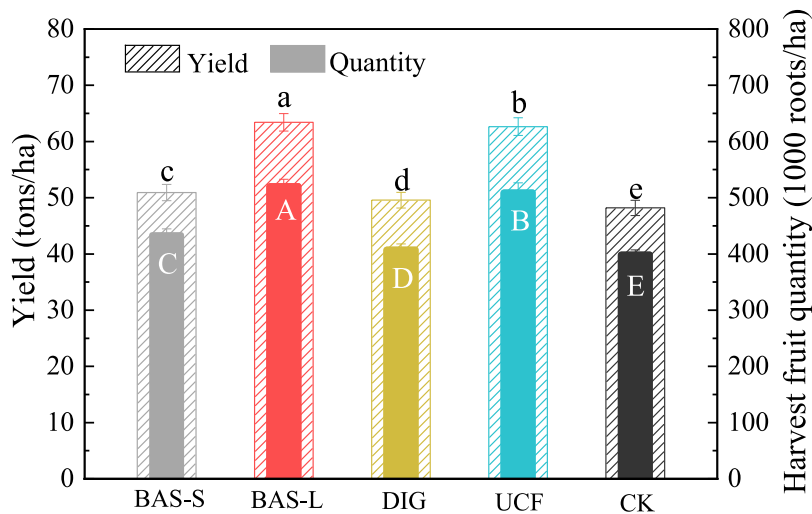 Yield (tons/ha)
80
70
60
50
40
30
20
10
0
Yield
Quantity
c
a
d
b
e
C
A
D
B
E
BAS-S
BAS-L
DIG
UCF
CK
800
700
600
500
400
300
200
100
0
Harvest fruit quantity (1000 roots/ha)